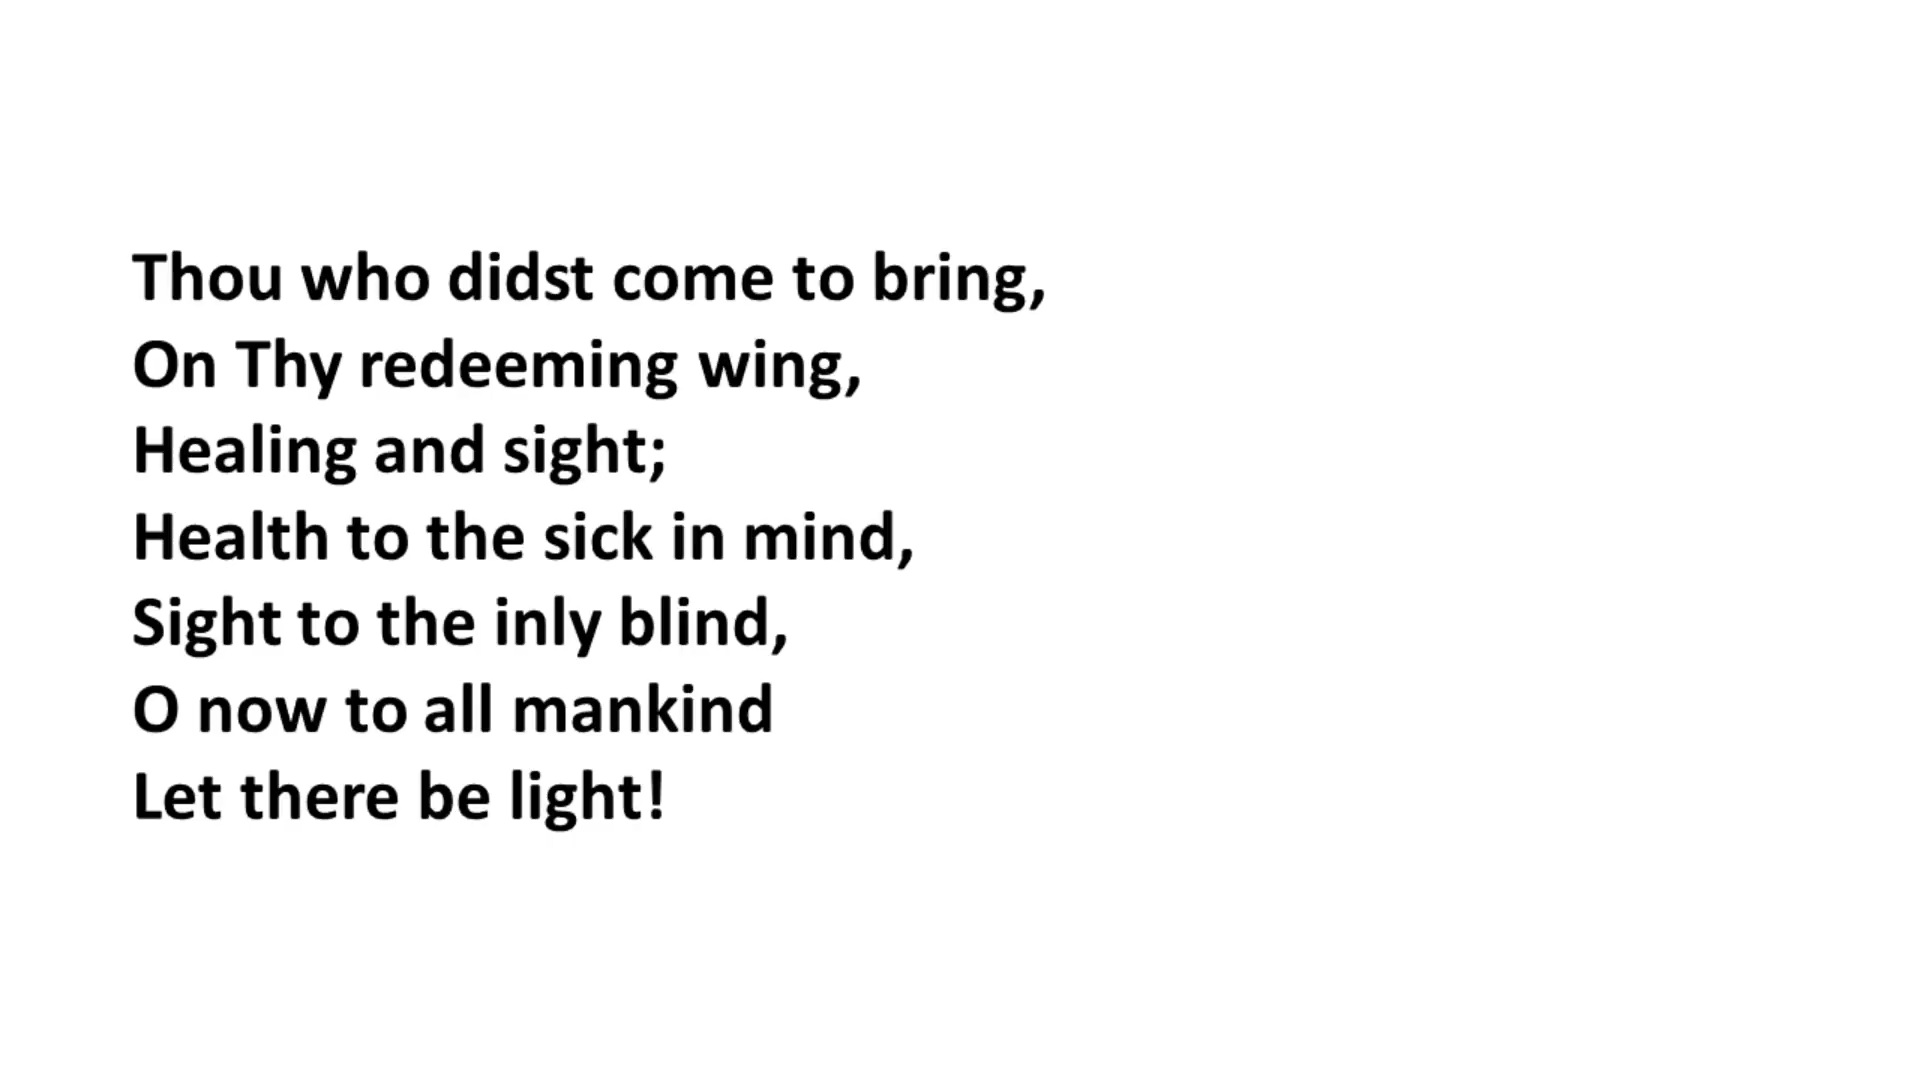 Thou who didst come to bring,
On Thy redeeming wing,
Healing and sight;
Health to the sick in mind,
Sight to the inly blind,
O now to all mankind
Let there be light!